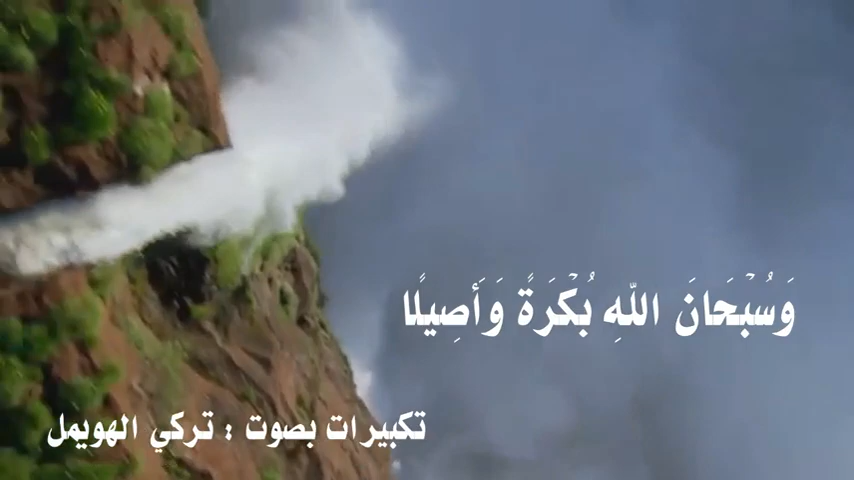 وَسُبْحَانَ اللّهِ بُكْرَةً وَأَصِيلًا
تكبيرات بصوت : تركي الهويمل